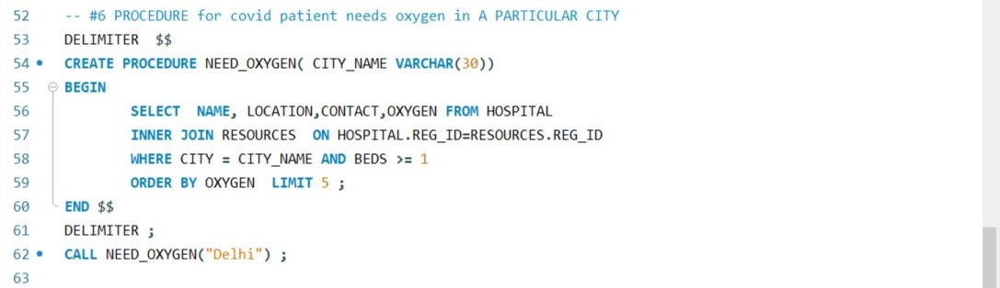 52 -- #6 PROCEDURE for covid patient needs oxygen in A PARTICULAR CITY
53 DELIMITER $$
54 CREATE PROCEDURE NEED_OXYGEN( CITY_NAME VARCHAR(30))
55 BEGIN
56 SELECT NAME, LOCATION,CONTACT,OXYGEN FROM HOSPITAL
57 INNER JOIN RESOURCES ON HOSPITAL.REG_ID=RESOURCES.REG_ID
58 WHERE CITY = CITY_NAME AND BEDS >= 1
59 ORDER BY OXYGEN LIMIT 5 ;
60 END $$
61 DELIMITER ;
62 CALL NEED_OXYGEN("Delhi") ;
63